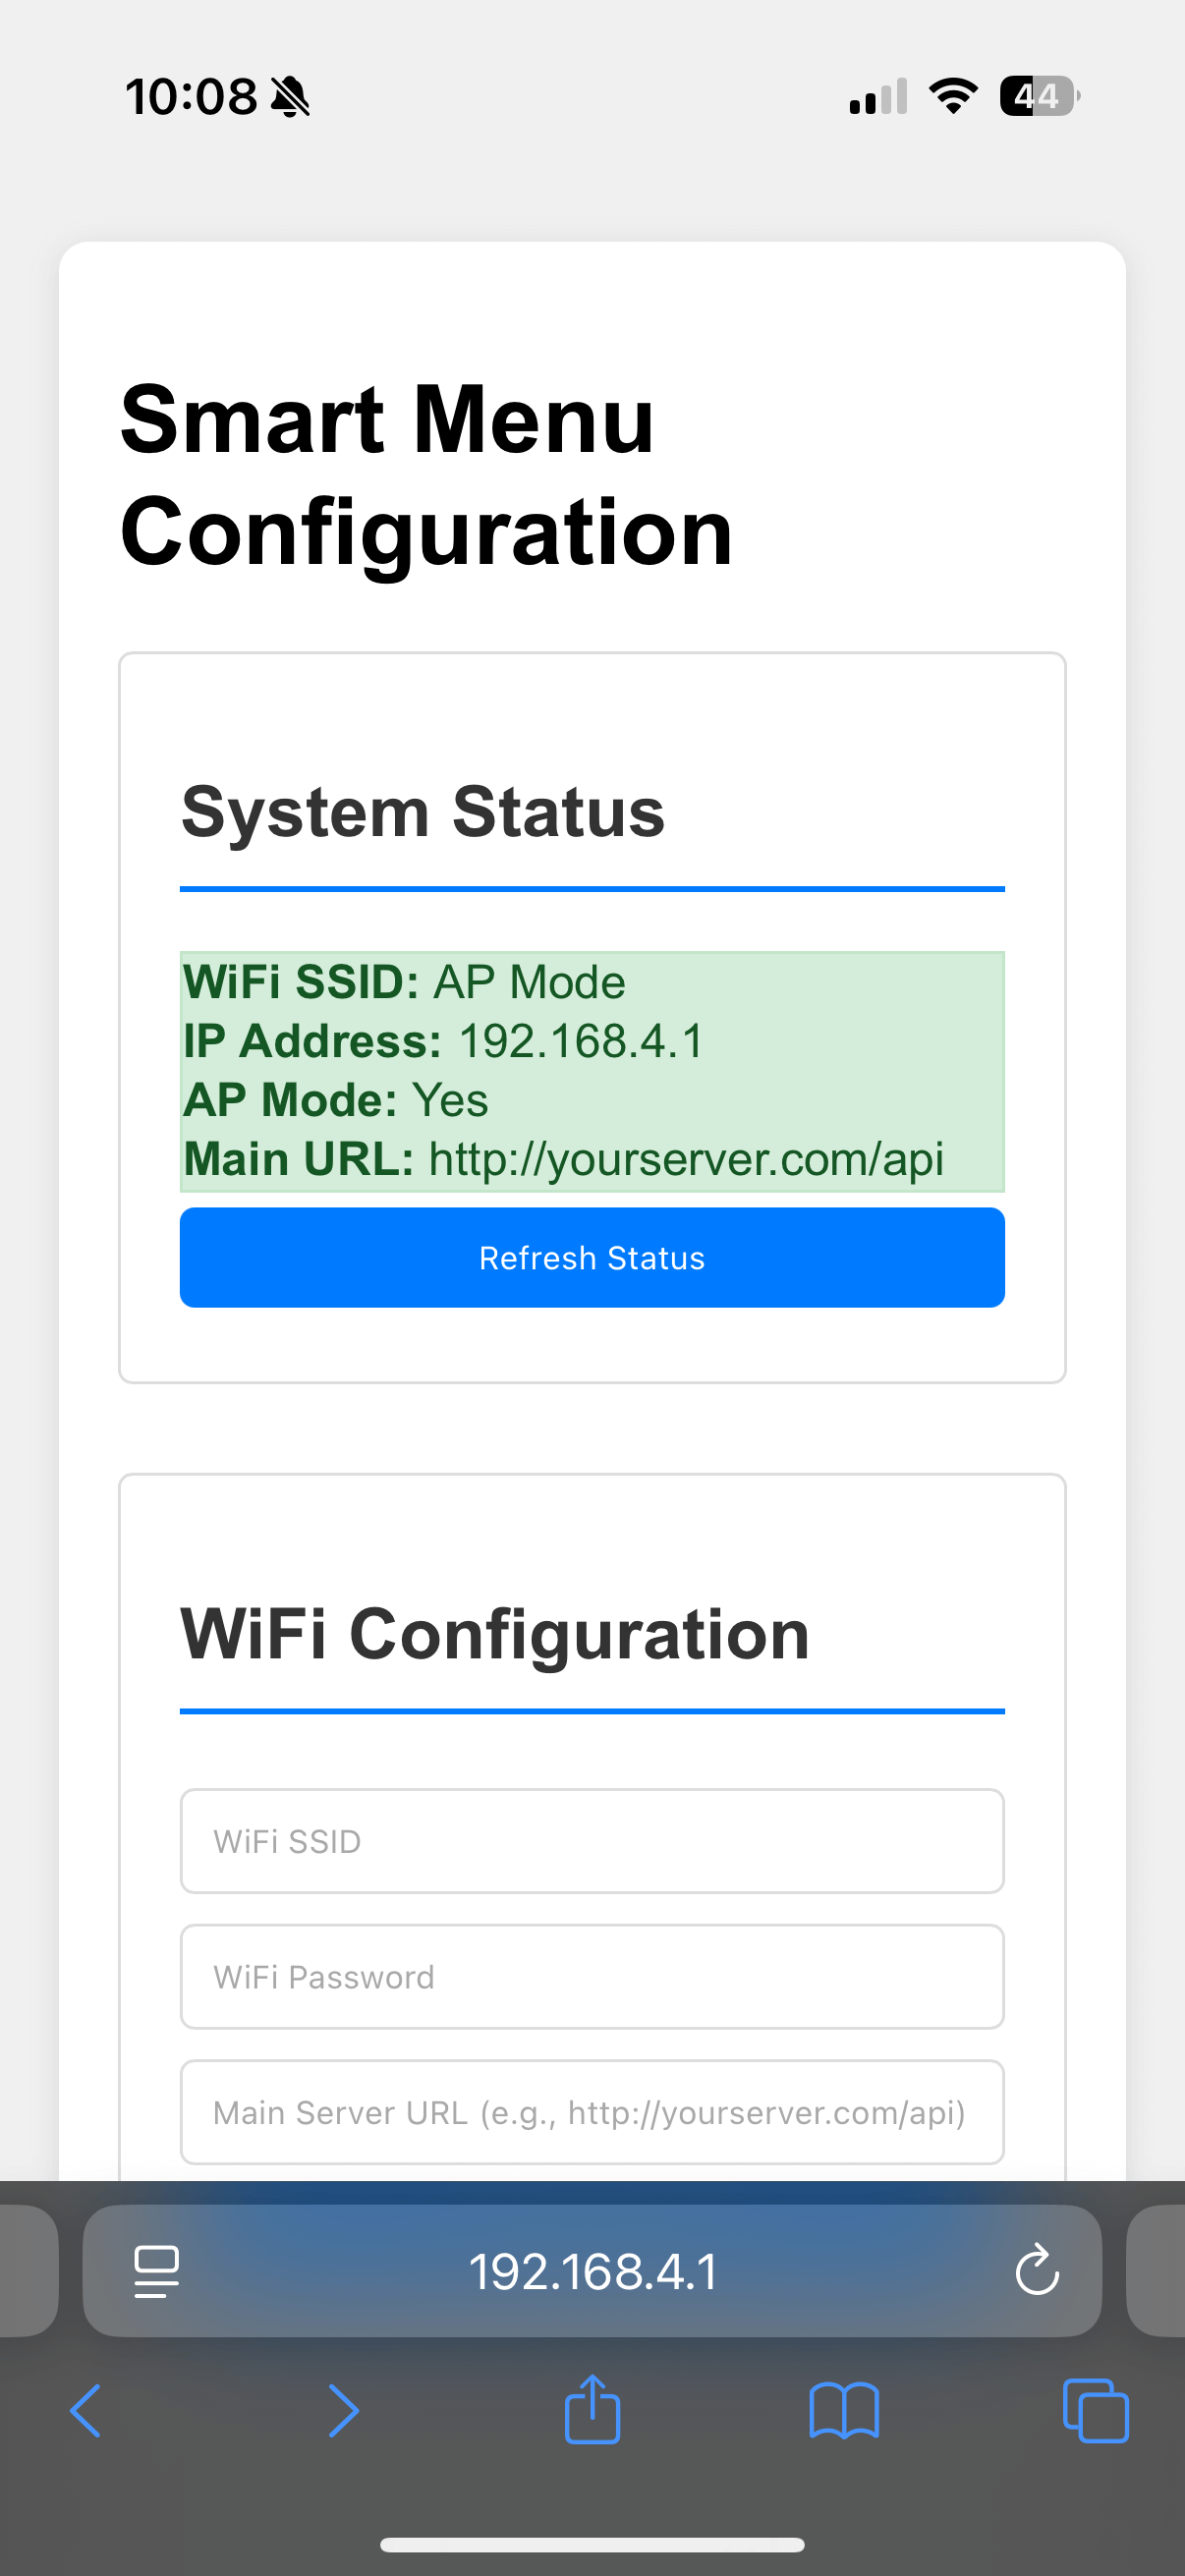 10:08
44
Smart Menu
Configuration
System Status
WiFi SSID: AP Mode
IP Address: 192.168.4.1
AP Mode: Yes
Main URL: http://yourserver.com/api
Refresh Status
WiFi Configuration
WiFi SSID
WiFi Password
Main Server URL (e.g., http://yourserver.com/api)
192.168.4.1